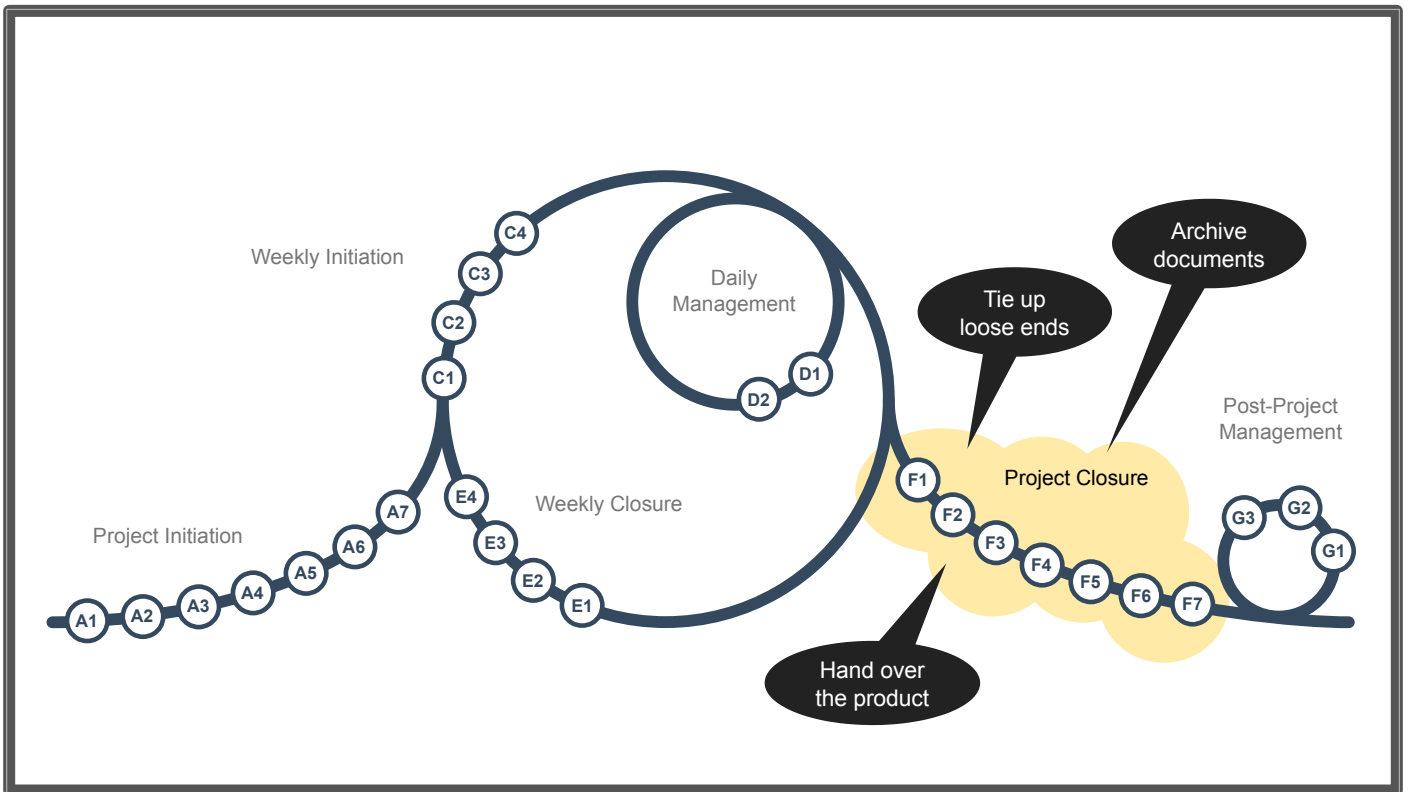 Weekly Initiation
C4
C3
C2
C1
Daily
Management
D1
D2
Archive
documents
Tie up
loose ends
Post-Project
Management
Project Closure
F1
F2
F3
F4
F5
F6
F7
G3
G2
G1
Weekly Closure
E4
E3
E2
E1
Project Initiation
A1
A2
A3
A4
A5
A6
A7
Hand over
the product